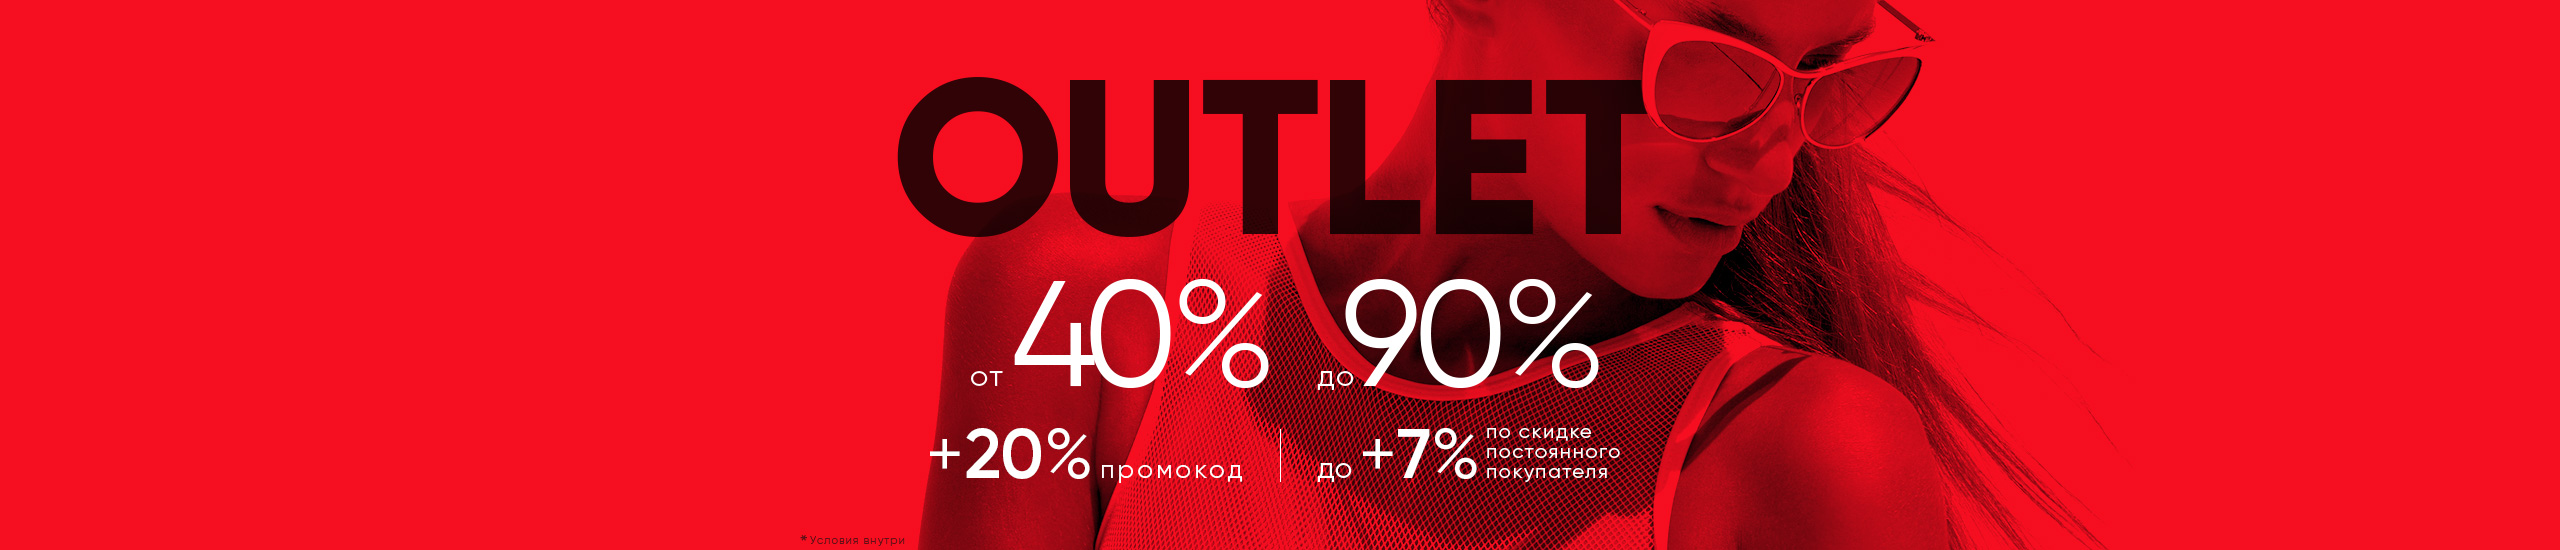 OUTLET
от 40% до 90%
+20% промокод
до +7% по скидке
постоянного
покупателя
* Условия внутри